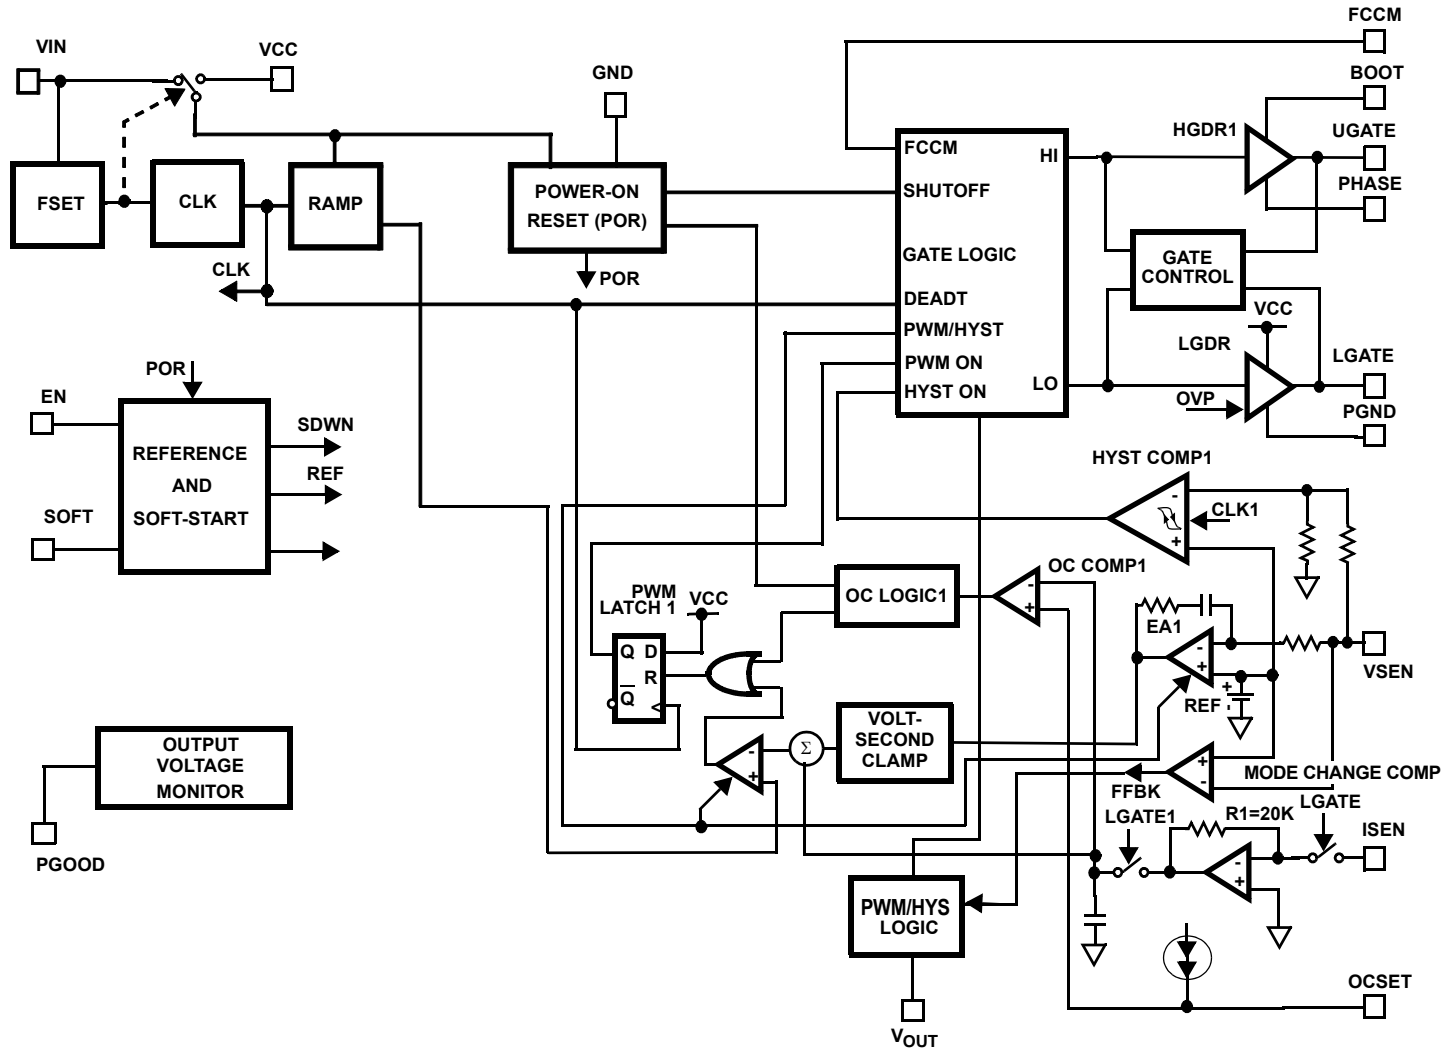 FCCM
VIN
VCC
GND
BOOT
HGDR1
UGATE
FCCM
HI
PHASE
FSET
CLK
RAMP
POWER-ON
RESET (POR)
SHUTOFF
GATE LOGIC
GATE
CONTROL
CLK
POR
DEADT
VCC
PWM/HYST
LGDR
LGATE
PWM ON
POR
HYST ON
LO
OVP
PGND
EN
SDWN
REFERENCE
AND
SOFT-START
REF
SOFT
HYST COMP1
-
CLK1
+
OC COMP1
-
+
OC LOGIC1
PWM
LATCH 1
VCC
EA1
Q
D
R
Q
-
+
VSEN
REF
+
-
VOLT-
SECOND
CLAMP
Σ
-
+
OUTPUT
VOLTAGE
MONITOR
+
-
MODE CHANGE COMP
FFBK
LGATE1
R1=20K
LGATE
ISEN
-
+
PGOOD
PWM/HYS
LOGIC
OCSET
VOUT